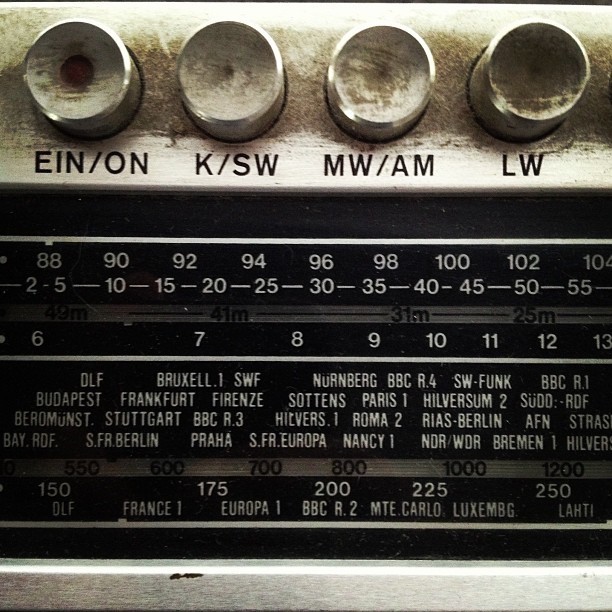 EIN/ON K/SW MW/AM LW
88 90 92 94 96 98 100 102 104
2 - 5 - 10 - 15 - 20 - 25 - 30 - 35 - 40 - 45 - 50 - 55
49m 41m 31m 25m
6 7 8 9 10 11 12 13
DLF BRUXELL.1 SWF NÜRNBERG BBC R.4 SW-FUNK BBC R.1
BUDAPEST FRANKFURT FIRENZE SOTTENS PARIS 1 HILVERSUM 2 SÜDD.-RDF
BEROMÜNST. STUTTGART BBC R.3 HILVERS.1 ROMA 2 RIAS-BERLIN AFN STRAS
BAY.RDF. S.FR.BERLIN PRAHA S.FR.EUROPA NANCY 1 NDR/WDR BREMEN 1 HILVERS
550 600 700 800 1000 1200
150 175 200 225 250
DLF FRANCE 1 EUROPA 1 BBC R.2 MTE.CARLO LUXEMBG. LAHTI